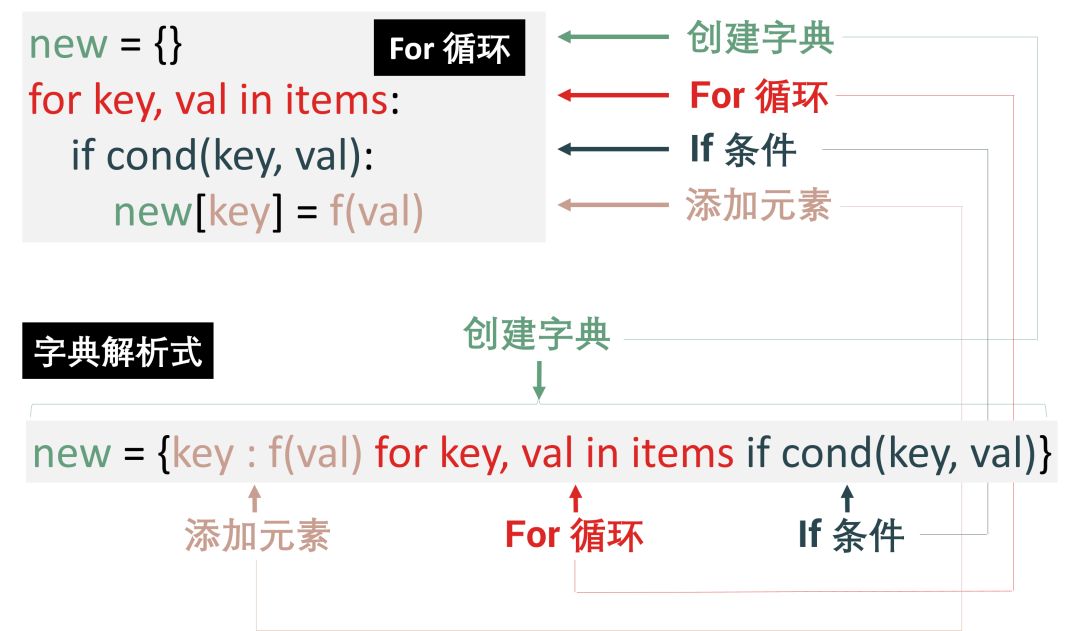 new = {}
For 循环
创建字典
for key, val in items:
For 循环
if cond(key, val):
If 条件
new[key] = f(val)
添加元素
创建字典
字典解析式
new = {key : f(val) for key, val in items if cond(key, val)}
添加元素
For 循环
If 条件